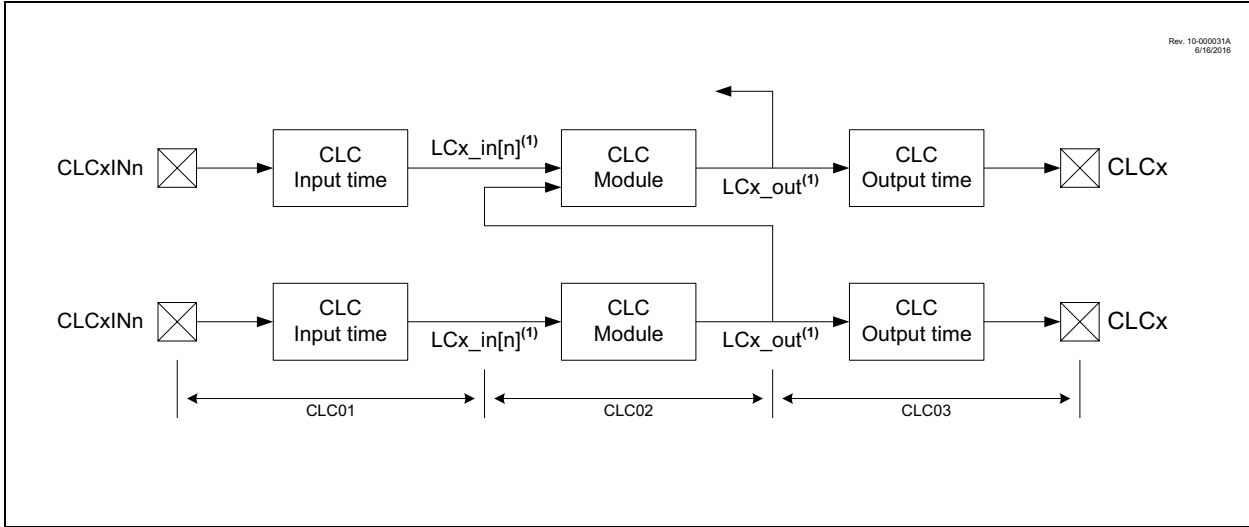 Rev. 10-000031A
6/16/2016
CLCxINn
CLC
Input time
LCx_in[n](1)
CLC
Module
LCx_out(1)
CLC
Output time
CLCx
CLCxINn
CLC
Input time
LCx_in[n](1)
CLC
Module
LCx_out(1)
CLC
Output time
CLCx
CLC01
CLC02
CLC03